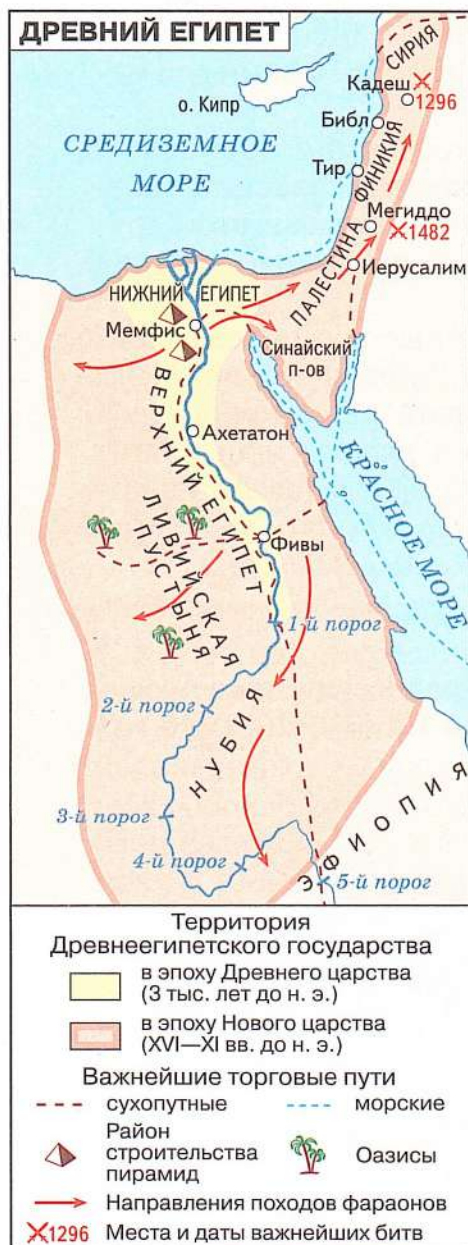 ДРЕВНИЙ ЕГИПЕТ
СИРИЯ
Кадеш
1296
о. Кипр
Библ
СРЕДИЗЕМНОЕ
МОРЕ
ФИНИКИЯ
Тир
Мегиддо
1482
ПАЛЕСТИНА
Иерусалим
НИЖНИЙ ЕГИПЕТ
Мемфис
Синайский
п-ов
ВЕРХНИЙ ЕГИПЕТ
Ахетатон
КРАСНОЕ МОРЕ
ЛИВИЙСКАЯ
ПУСТЫНЯ
Фивы
1-й порог
2-й порог
НУБИЯ
3-й порог
4-й порог
ЭФИОПИЯ
5-й порог
Территория
Древнеегипетского государства
в эпоху Древнего царства
(3 тыс. лет до н. э.)
в эпоху Нового царства
(XVI—XI вв. до н. э.)
Важнейшие торговые пути
сухопутные
морские
Район
строительства
пирамид
Оазисы
Направления походов фараонов
1296 Места и даты важнейших битв